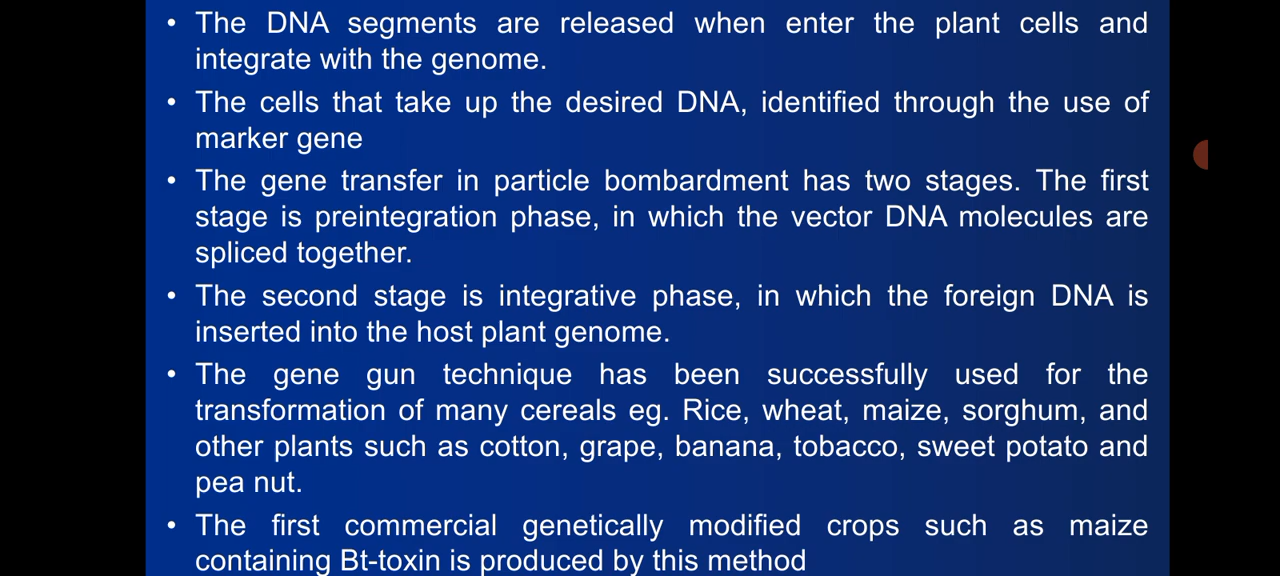 • The DNA segments are released when enter the plant cells and
integrate with the genome.
• The cells that take up the desired DNA, identified through the use of
marker gene
• The gene transfer in particle bombardment has two stages. The first
stage is preintegration phase, in which the vector DNA molecules are
spliced together.
• The second stage is integrative phase, in which the foreign DNA is
inserted into the host plant genome.
• The gene gun technique has been successfully used for the
transformation of many cereals eg. Rice, wheat, maize, sorghum, and
other plants such as cotton, grape, banana, tobacco, sweet potato and
pea nut.
• The first commercial genetically modified crops such as maize
containing Bt-toxin is produced by this method